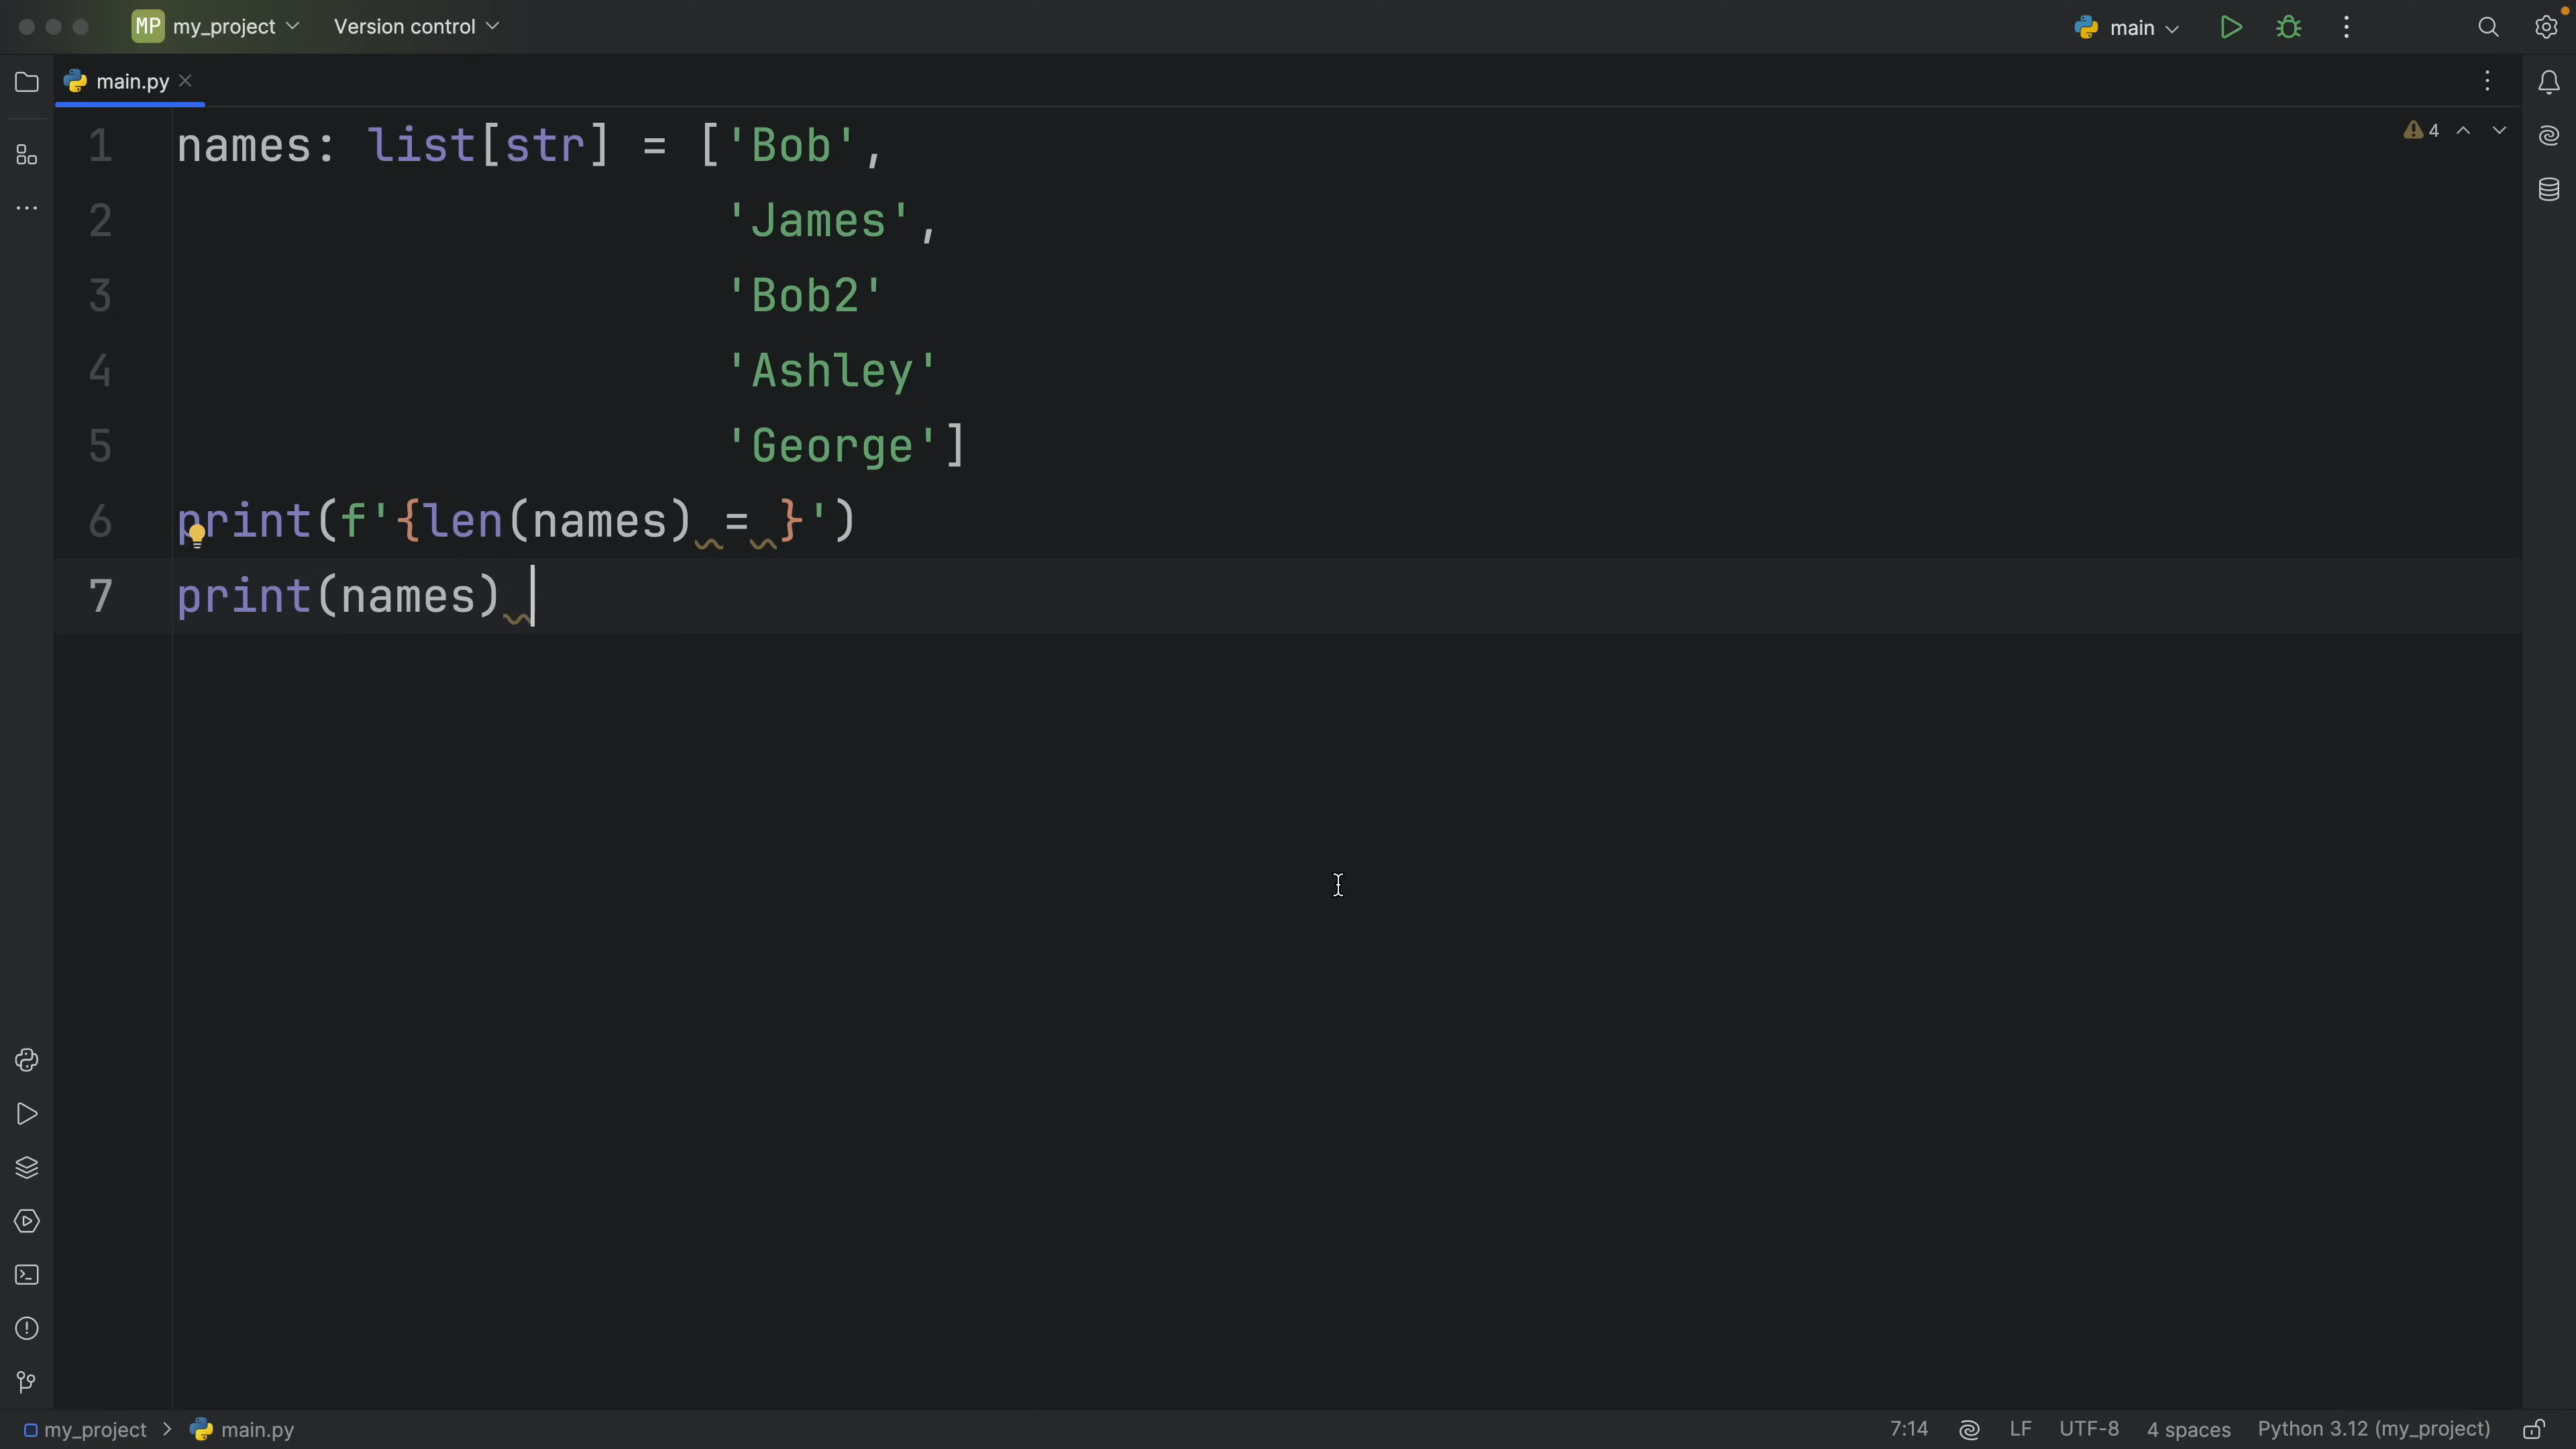 MP my_project Version control main
main.py
4
1 names: list[str] = ['Bob',
2 'James',
3 'Bob2'
4 'Ashley'
5 'George']
6 print(f'{len(names) = }')
7 print(names)
my_project > main.py 7:14 LF UTF-8 4 spaces Python 3.12 (my_project)